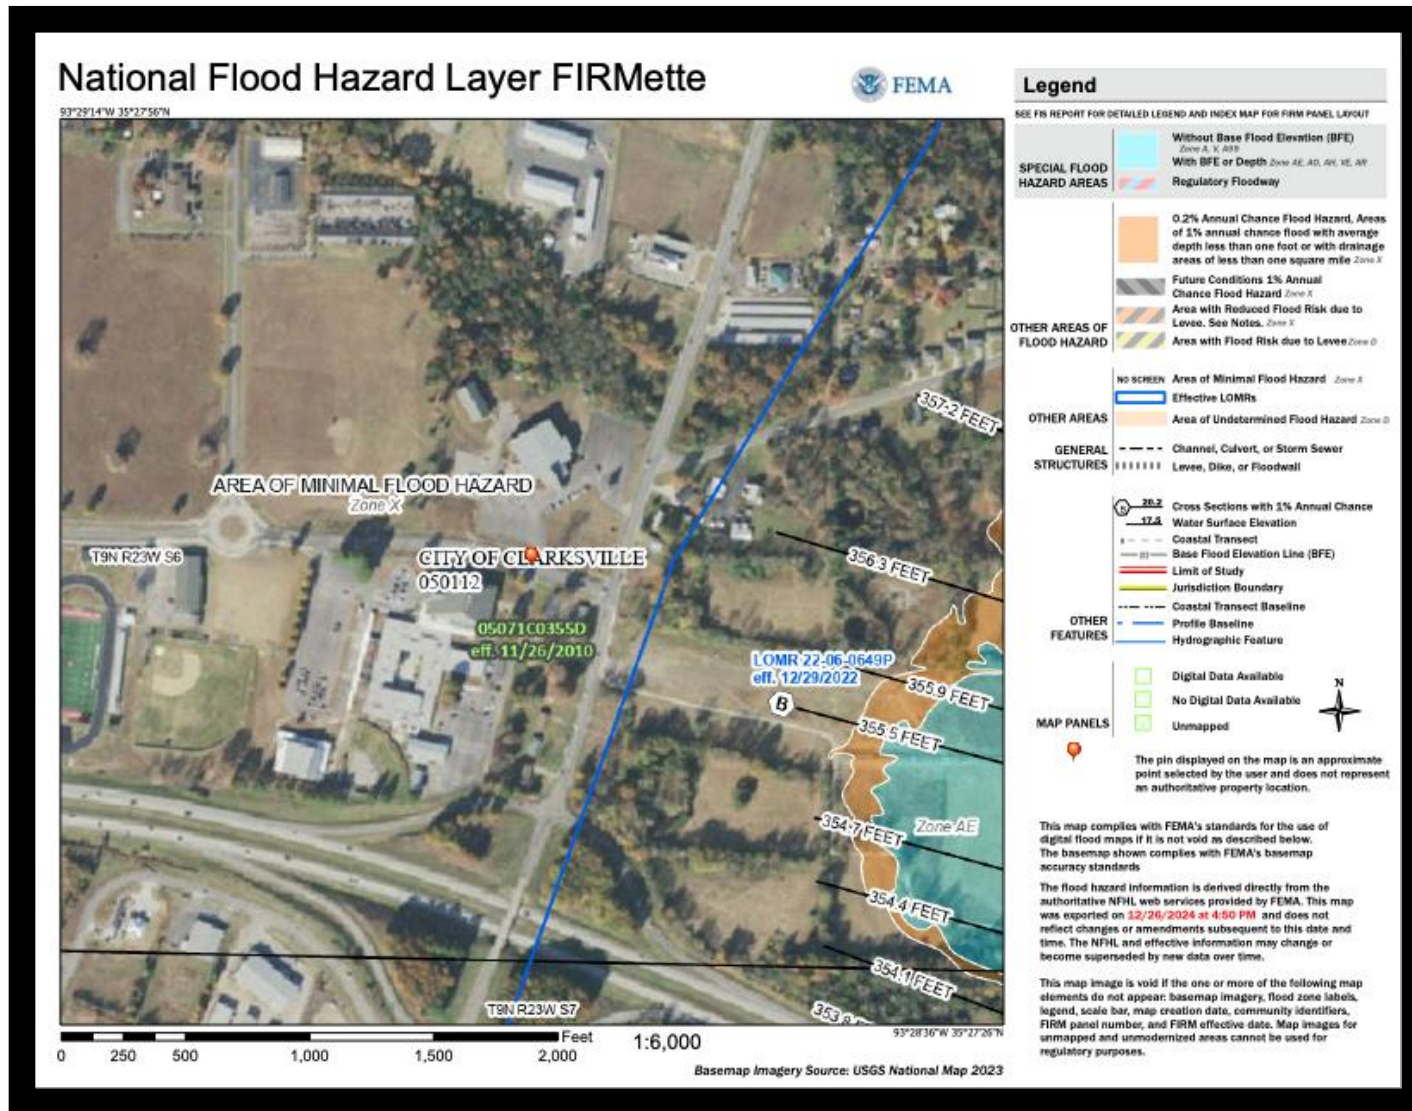 National Flood Hazard Layer FIRMette
FEMA
93°29'14"W 35°27'56"N
357.2 FEET
AREA OF MINIMAL FLOOD HAZARD
Zone X
T9N R23W S6
CITY OF CLARKSVILLE
050112
356.3 FEET
05071C0355D
eff. 11/26/2010
LOMR 22-06-0649P
eff. 12/29/2022
355.9 FEET
B
355.5 FEET
354.7 FEET
Zone AE
354.4 FEET
354.1 FEET
T9N R23W S7
93°28'36"W 35°27'26"N
Feet
1:6,000
0 250 500 1,000 1,500 2,000
Basemap Imagery Source: USGS National Map 2023
Legend
SEE FIS REPORT FOR DETAILED LEGEND AND INDEX MAP FOR FIRM PANEL LAYOUT
SPECIAL FLOOD
HAZARD AREAS
Without Base Flood Elevation (BFE)
Zone A, V, A99
With BFE or Depth Zone AE, AO, AH, VE, AR
Regulatory Floodway
OTHER AREAS OF
FLOOD HAZARD
0.2% Annual Chance Flood Hazard, Areas
of 1% annual chance flood with average
depth less than one foot or with drainage
areas of less than one square mile Zone X
Future Conditions 1% Annual
Chance Flood Hazard Zone X
Area with Reduced Flood Risk due to
Levee. See Notes. Zone X
Area with Flood Risk due to Levee Zone D
OTHER AREAS
NO SCREEN Area of Minimal Flood Hazard Zone X
Effective LOMRs
Area of Undetermined Flood Hazard Zone D
GENERAL
STRUCTURES
Channel, Culvert, or Storm Sewer
Levee, Dike, or Floodwall
OTHER
FEATURES
20.2
B
Cross Sections with 1% Annual Chance
17.5
Water Surface Elevation
Coastal Transect
Base Flood Elevation Line (BFE)
Limit of Study
Jurisdiction Boundary
Coastal Transect Baseline
Profile Baseline
Hydrographic Feature
MAP PANELS
Digital Data Available
No Digital Data Available
Unmapped
N
The pin displayed on the map is an approximate
point selected by the user and does not represent
an authoritative property location.
This map complies with FEMA's standards for the use of
digital flood maps if it is not void as described below.
The basemap shown complies with FEMA's basemap
accuracy standards
The flood hazard information is derived directly from the
authoritative NFHL web services provided by FEMA. This map
was exported on 12/26/2024 at 4:50 PM and does not
reflect changes or amendments subsequent to this date and
time. The NFHL and effective information may change or
become superseded by new data over time.
This map image is void if the one or more of the following map
elements do not appear: basemap imagery, flood zone labels,
legend, scale bar, map creation date, community identifiers,
FIRM panel number, and FIRM effective date. Map images for
unmapped and unmodernized areas cannot be used for
regulatory purposes.